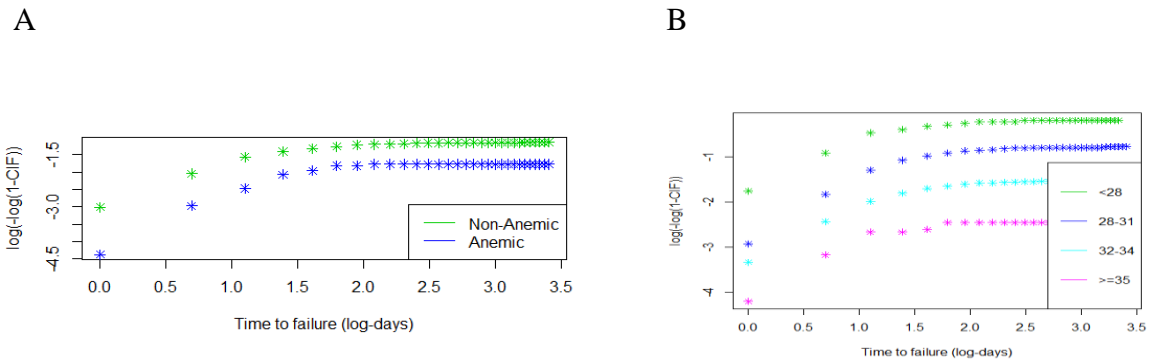 A
B
log(-log(1-CIF))
-1.5
-3.0
-4.5
Non-Anemic
Anemic
0.0 0.5 1.0 1.5 2.0 2.5 3.0 3.5
Time to failure (log-days)
log(-log(1-CIF))
-1
-2
-3
-4
<28
28-31
32-34
>=35
0.0 0.5 1.0 1.5 2.0 2.5 3.0 3.5
Time to failure (log-days)